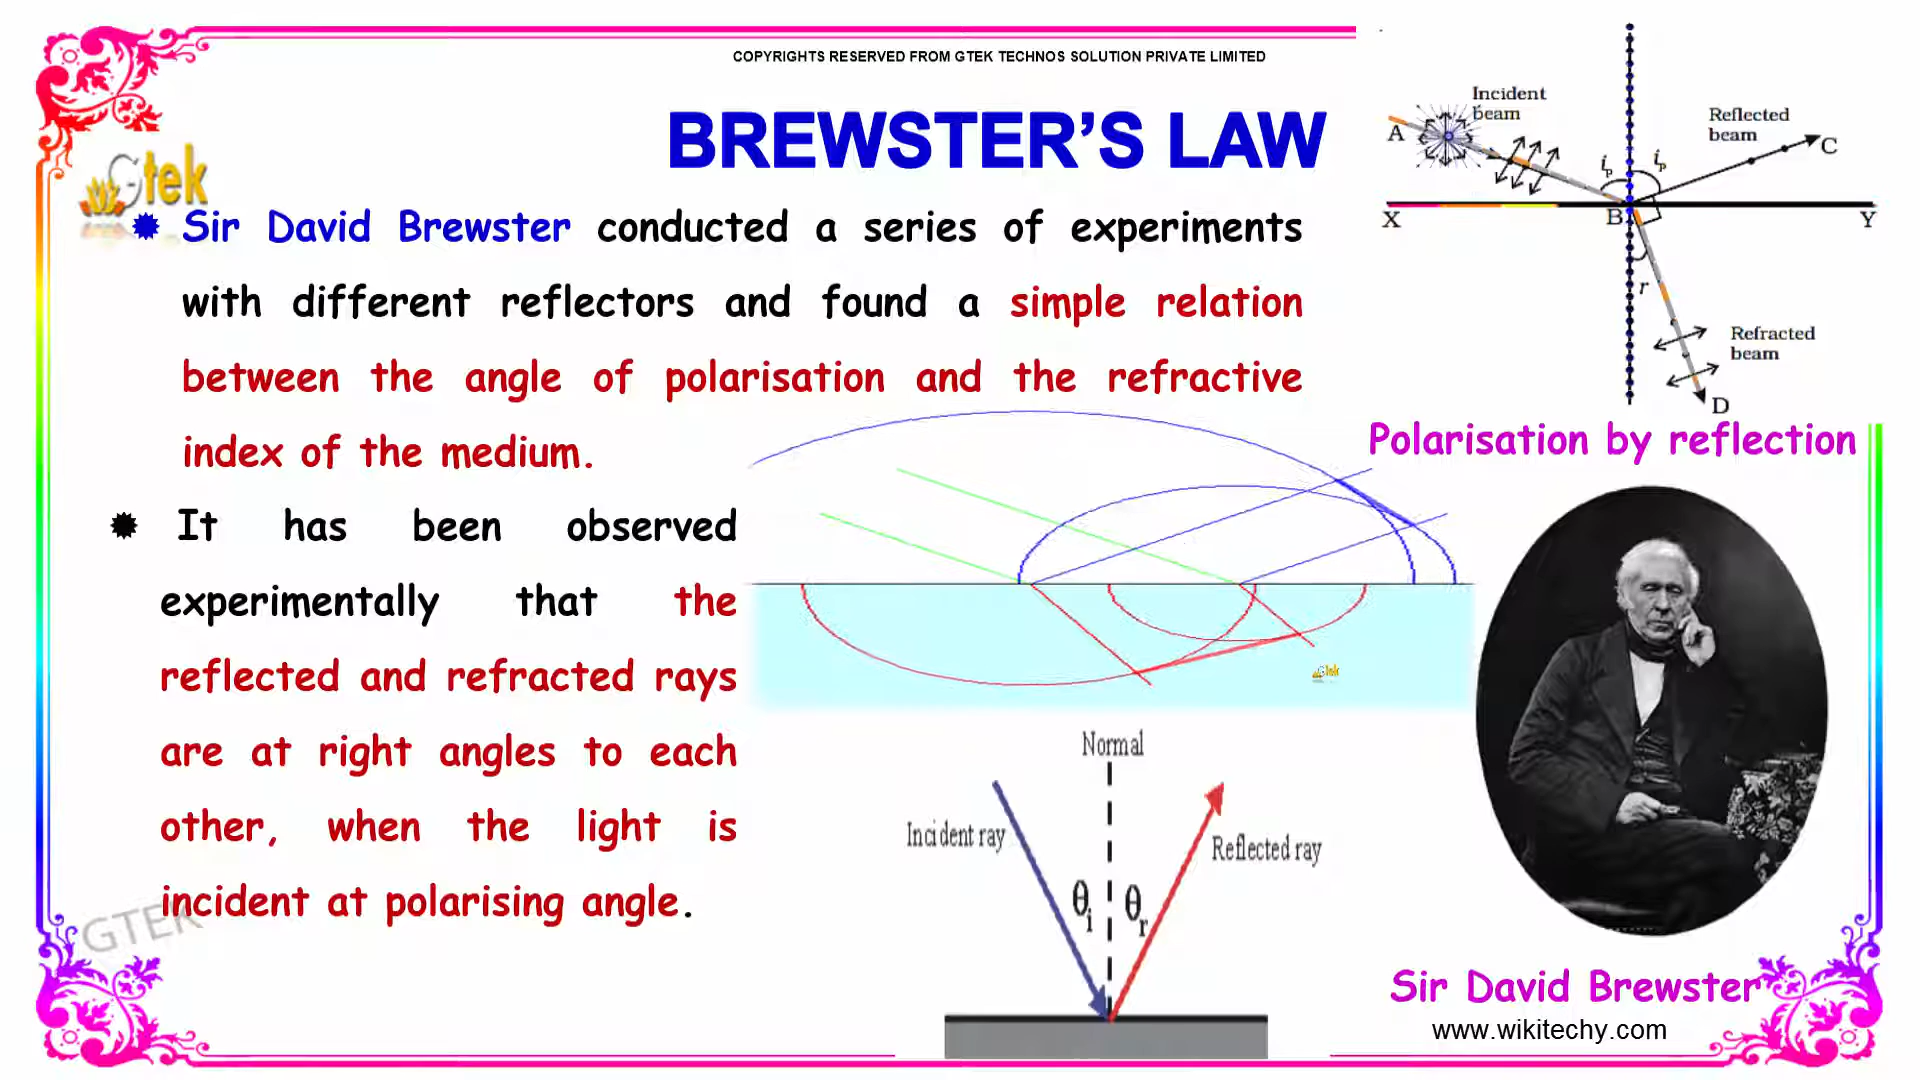 COPYRIGHTS RESERVED FROM GTEK TECHNOS SOLUTION PRIVATE LIMITED
BREWSTER'S LAW
Gtek
Sir David Brewster conducted a series of experiments
with different reflectors and found a simple relation
between the angle of polarisation and the refractive
index of the medium.
It has been observed
experimentally that the
reflected and refracted rays
are at right angles to each
other, when the light is
incident at polarising angle.
GTEK
Incident
beam
Reflected
beam
A
C
ip
ip
X
B
Y
r
Refracted
beam
D
Polarisation by reflection
Gtek
Normal
Incident ray
Reflected ray
θi
θr
Sir David Brewster
www.wikitechy.com